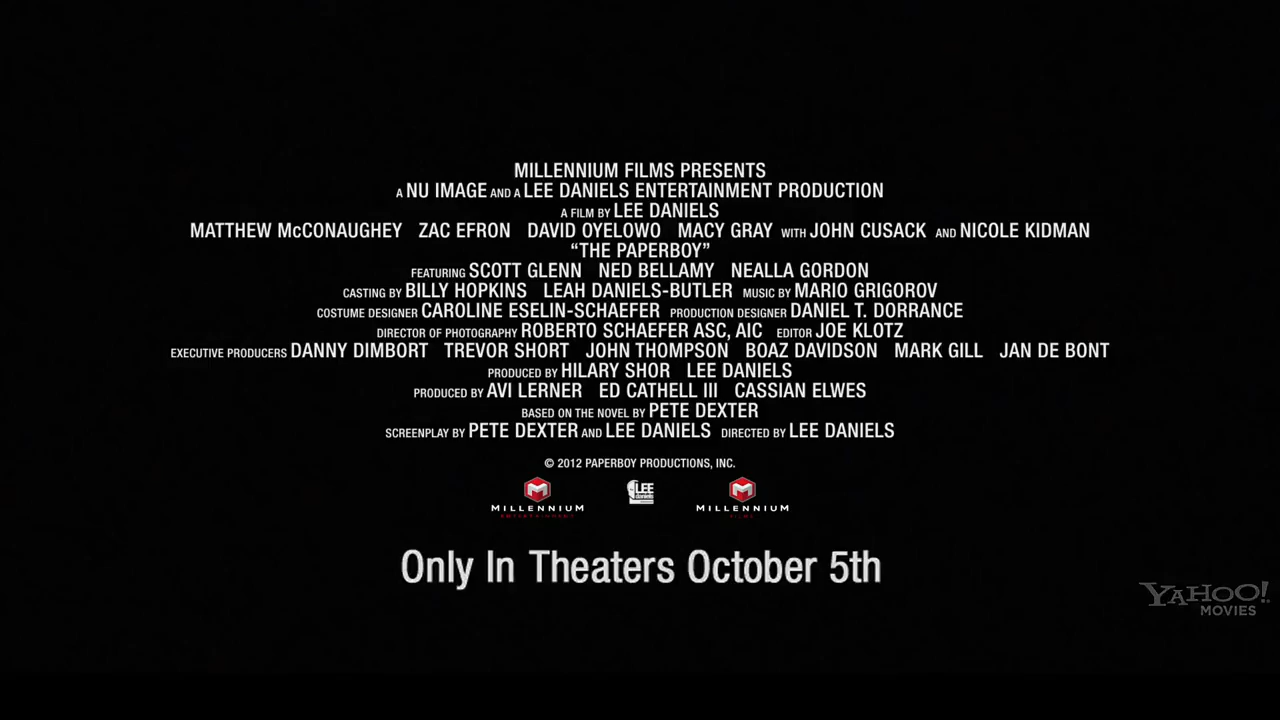 MILLENNIUM FILMS PRESENTS
A NU IMAGE AND A LEE DANIELS ENTERTAINMENT PRODUCTION
A FILM BY LEE DANIELS
MATTHEW McCONAUGHEY ZAC EFRON DAVID OYELOWO MACY GRAY WITH JOHN CUSACK AND NICOLE KIDMAN
“THE PAPERBOY”
FEATURING SCOTT GLENN NED BELLAMY NEALLA GORDON
CASTING BY BILLY HOPKINS LEAH DANIELS-BUTLER MUSIC BY MARIO GRIGOROV
COSTUME DESIGNER CAROLINE ESELIN-SCHAEFER PRODUCTION DESIGNER DANIEL T. DORRANCE
DIRECTOR OF PHOTOGRAPHY ROBERTO SCHAEFER ASC, AIC EDITOR JOE KLOTZ
EXECUTIVE PRODUCERS DANNY DIMBORT TREVOR SHORT JOHN THOMPSON BOAZ DAVIDSON MARK GILL JAN DE BONT
PRODUCED BY HILARY SHOR LEE DANIELS
PRODUCED BY AVI LERNER ED CATHELL III CASSIAN ELWES
BASED ON THE NOVEL BY PETE DEXTER
SCREENPLAY BY PETE DEXTER AND LEE DANIELS DIRECTED BY LEE DANIELS
© 2012 PAPERBOY PRODUCTIONS, INC.
MILLENNIUM
ENTERTAINMENT
LEE
daniels
MILLENNIUM
FILMS
Only In Theaters October 5th
YAHOO!
MOVIES